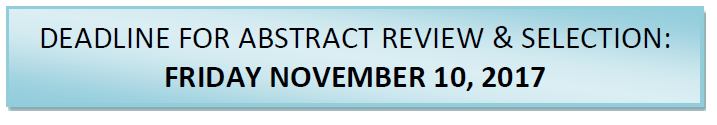 DEADLINE FOR ABSTRACT REVIEW & SELECTION:
FRIDAY NOVEMBER 10, 2017